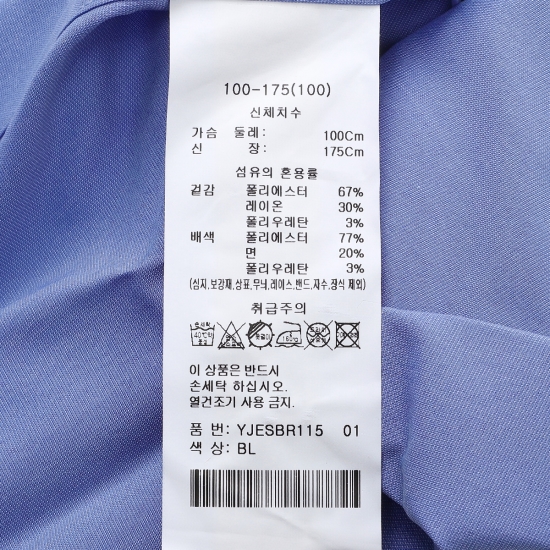 100-175(100)
신체치수
가슴 둘레: 100Cm
신 장: 175Cm
섬유의 혼용률
겉감 폴리에스터 67%
레이온 30%
폴리우레탄 3%
배색 폴리에스터 77%
면 20%
폴리우레탄 3%
(심지,보강재,상표,무늬,레이스,밴드,자수,장식 제외)
취급주의
이 상품은 반드시
손세탁 하십시오.
열건조기 사용 금지.
품 번: YJESBR115 01
색 상: BL